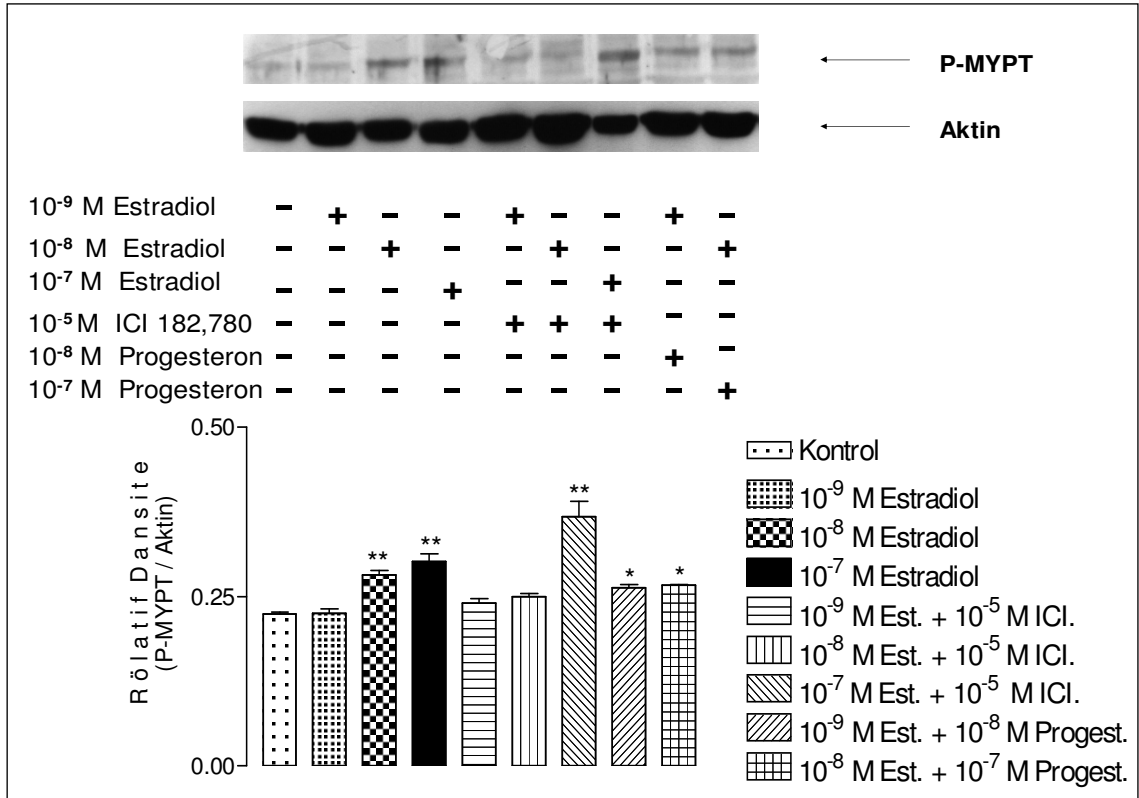 P-MYPT
Aktin
10⁻⁹ M Estradiol − + − − + − − + −
10⁻⁸ M Estradiol − − + − − + − − +
10⁻⁷ M Estradiol − − − + − − + − −
10⁻⁵ M ICI 182,780 − − − − + + + − −
10⁻⁸ M Progesteron − − − − − − − + −
10⁻⁷ M Progesteron − − − − − − − − +
Rölatif Dansite
(P-MYPT / Aktin)
0.50
0.25
0.00
** ** ** * *
Kontrol
10⁻⁹ M Estradiol
10⁻⁸ M Estradiol
10⁻⁷ M Estradiol
10⁻⁹ M Est. + 10⁻⁵ M ICI.
10⁻⁸ M Est. + 10⁻⁵ M ICI.
10⁻⁷ M Est. + 10⁻⁵ M ICI.
10⁻⁹ M Est. + 10⁻⁸ M Progest.
10⁻⁸ M Est. + 10⁻⁷ M Progest.